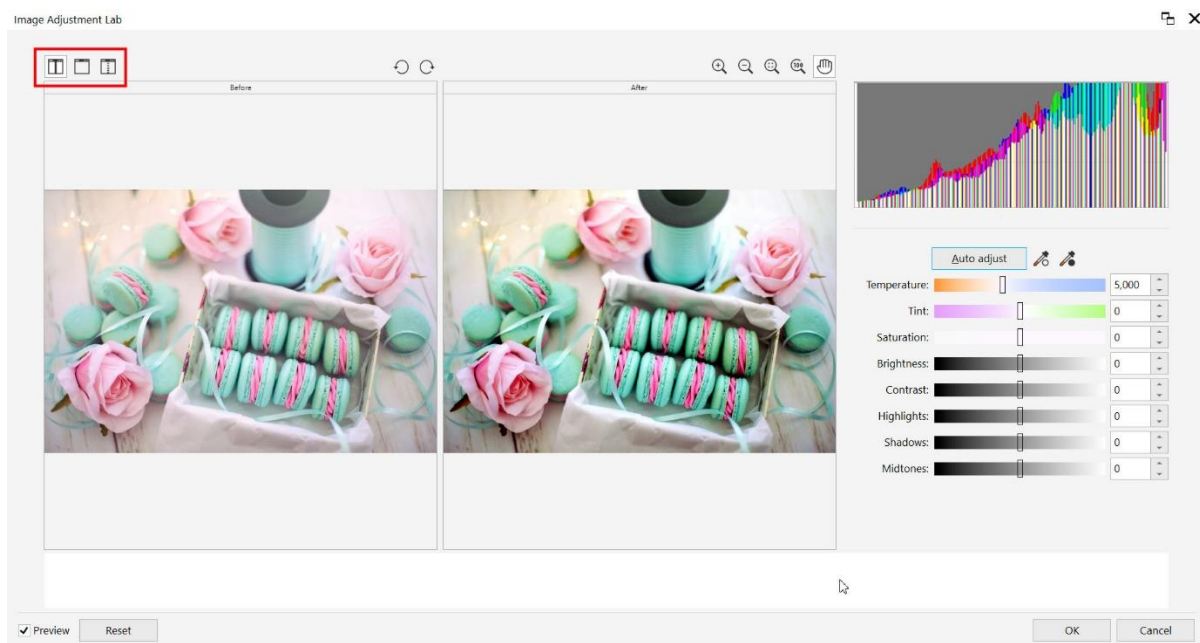 Image Adjustment Lab
Before
After
100
Auto adjust
Temperature: 5,000
Tint: 0
Saturation: 0
Brightness: 0
Contrast: 0
Highlights: 0
Shadows: 0
Midtones: 0
Preview Reset OK Cancel